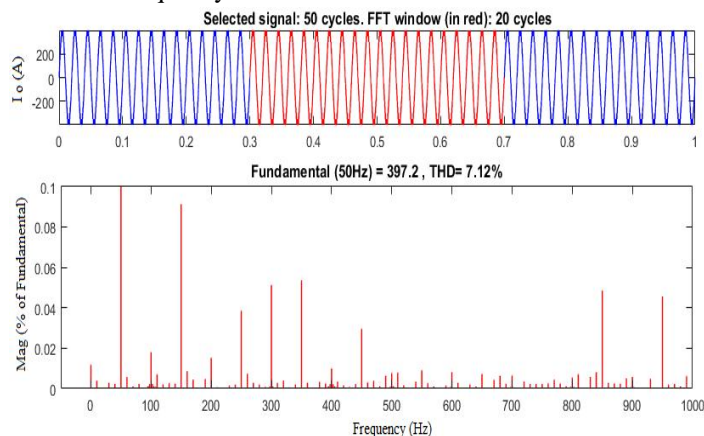 Selected signal: 50 cycles. FFT window (in red): 20 cycles
I o (A)
200
0
-200
0 0.1 0.2 0.3 0.4 0.5 0.6 0.7 0.8 0.9 1
Fundamental (50Hz) = 397.2 , THD= 7.12%
Mag (% of Fundamental)
0.1
0.08
0.06
0.04
0.02
0
0 100 200 300 400 500 600 700 800 900 1000
Frequency (Hz)